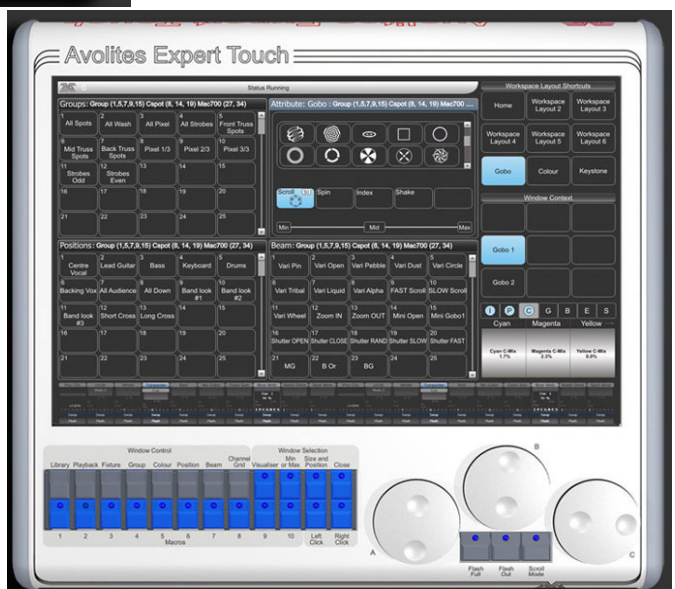 Avolites Expert Touch
Status Running
Groups: Group (1,5,7,9,15) Capot (8, 14, 19) Mac700 (27, 34)
1 All Spots
2 All Wash
3 All Pixel
4 All Strobes
5 Front Truss Spots
6 Mid Truss Spots
7 Back Truss Spots
8 Pixel 1/3
9 Pixel 2/3
10 Pixel 3/3
11 Strobes Odd
12 Strobes Even
13
14
15
16
17
18
19
20
21
22
23
24
25
Attribute: Gobo : Group (1,5,7,9,15) Capot (8, 14, 19) Mac700 ...
Scroll
Spin
Index
Shake
Min
Mid
Max
Positions: Group (1,5,7,9,15) Capot (8, 14, 19) Mac700 (27, 34)
1 Centre Vocal
2 Lead Guitar
3 Bass
4 Keyboard
5 Drums
6 Backing Vox
7 All Audience
8 All Down
9 Band look #1
10 Band look #2
11 Band look #3
12 Short Cross
13 Long Cross
14
15
16
17
18
19
20
21
22
23
24
25
Beam: Group (1,5,7,9,15) Capot (8, 14, 19) Mac700 (27, 34)
1 Vari Pin
2 Vari Open
3 Vari Pebble
4 Vari Dust
5 Vari Circle
6 Vari Tribal
7 Vari Liquid
8 Vari Alpha
9 FAST Scroll
10 SLOW Scroll
11 Vari Wheel
12 Zoom IN
13 Zoom OUT
14 Mini Open
15 Mini Gobo1
16 Shutter OPEN
17 Shutter CLOSE
18 Shutter RAND
19 Shutter SLOW
20 Shutter FAST
21 MG
22 B Or
23 BG
24
25
Workspace Layout Shortcuts
Home
Workspace Layout 2
Workspace Layout 3
Workspace Layout 4
Workspace Layout 5
Workspace Layout 6
Gobo
Colour
Keystone
Window Context
Gobo 1
Gobo 2
I P C G B E S
Cyan
Magenta
Yellow
Cyan C-Mix 1.7%
Magenta C-Mix 2.3%
Yellow C-Mix 0.0%
Window Control
Library Playback Fixture Group Colour Position Beam Channel Grid
Window Selection
Visualiser Min or Max Size and Position Close
1 2 3 4 5 6 7 8 9 10 Left Click Right Click
Macros
A
B
C
Flash Full
Flash Out
Scroll Mode